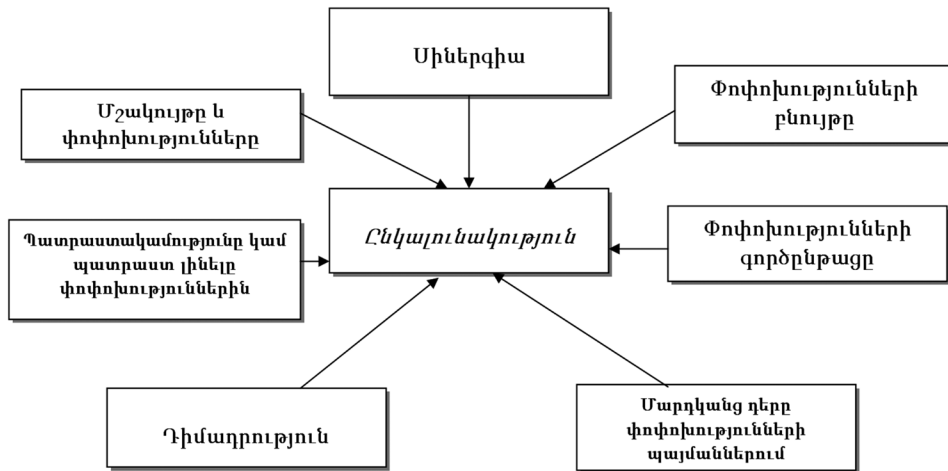 Սիներգիա
Մշակույթը և
փոփոխությունները
Փոփոխությունների
բնույթը
Պատրաստակամությունը կամ
պատրաստ լինելը
փոփոխություններին
Ընկալունակություն
Փոփոխությունների
գործընթացը
Դիմադրություն
Մարդկանց դերը
փոփոխությունների
պայմաններում